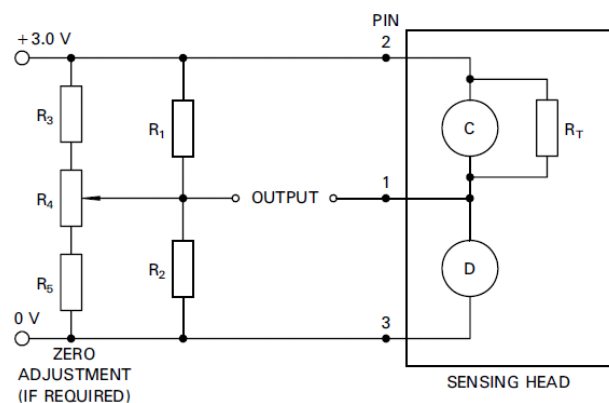 +3.0 V
PIN
2
R3
R1
C
RT
R4
OUTPUT
1
R5
R2
D
0 V
3
ZERO
ADJUSTMENT
(IF REQUIRED)
SENSING HEAD